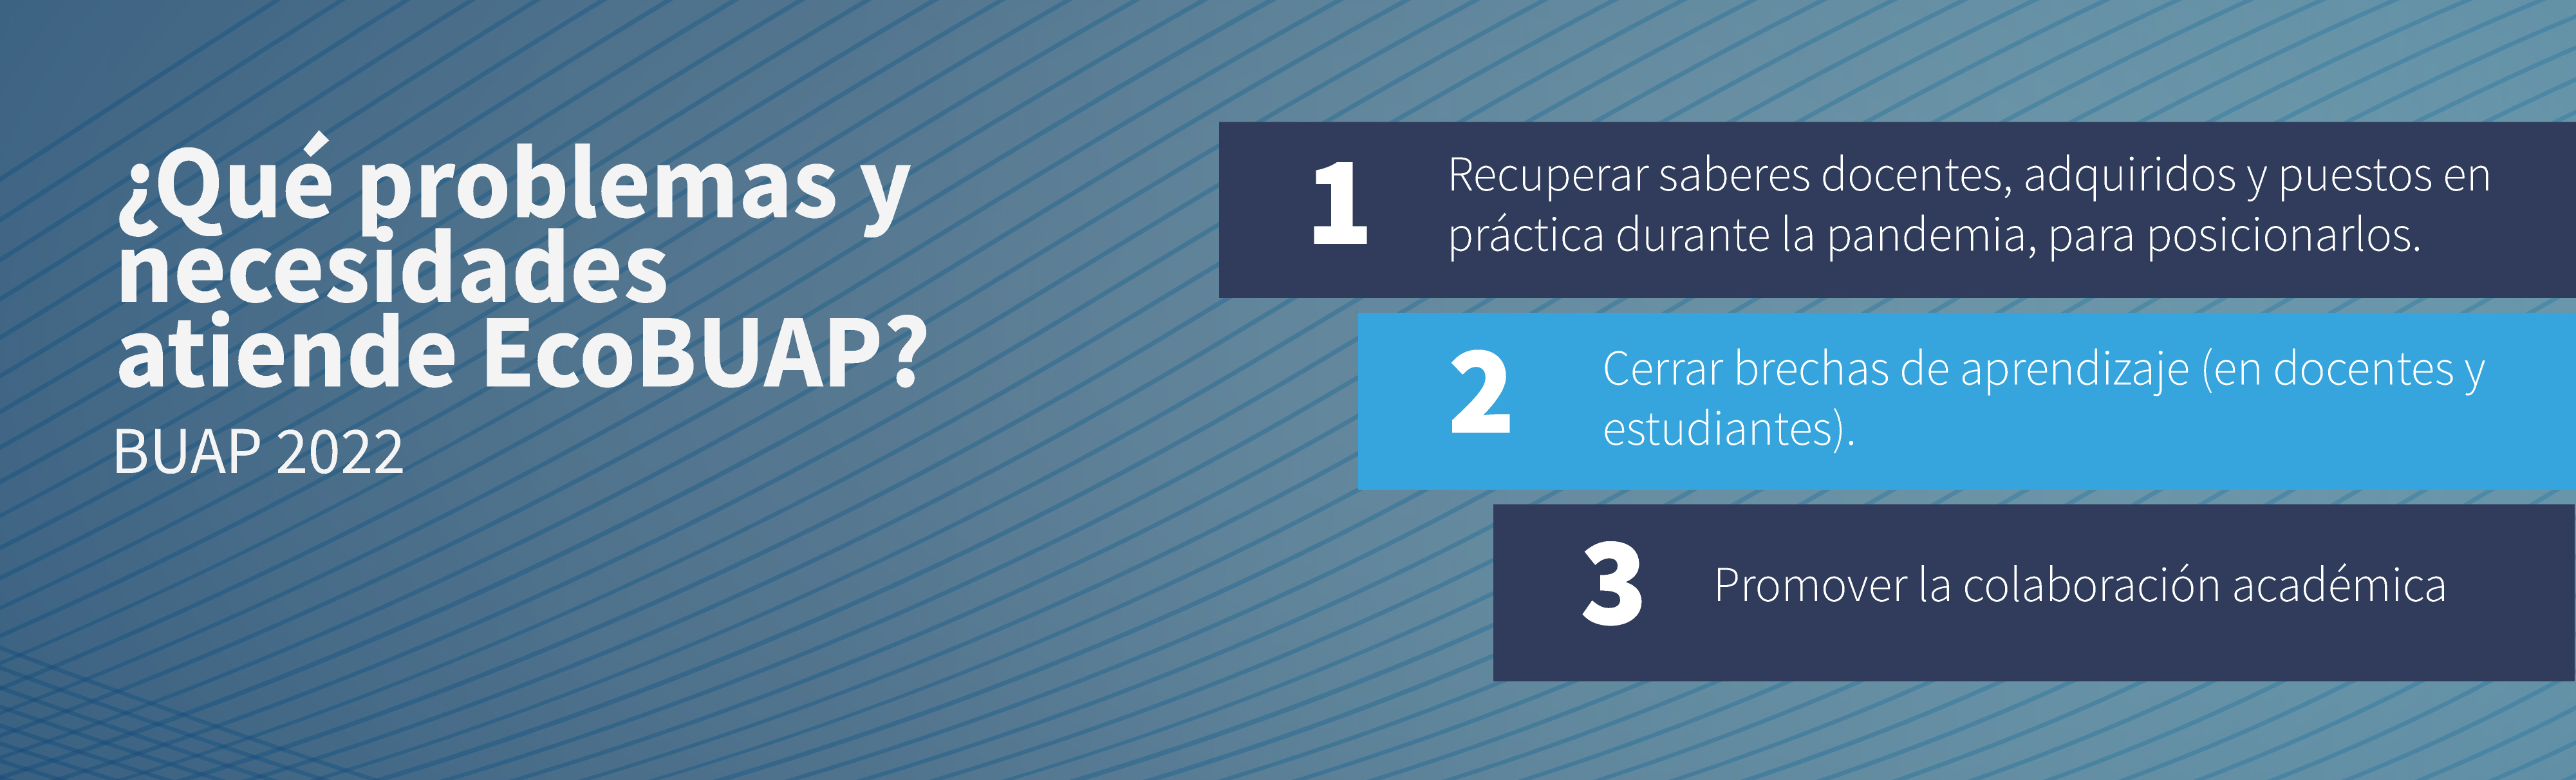 ¿Qué problemas y
necesidades
atiende EcoBUAP?
BUAP 2022
1
Recuperar saberes docentes, adquiridos y puestos en
práctica durante la pandemia, para posicionarlos.
2
Cerrar brechas de aprendizaje (en docentes y
estudiantes).
3
Promover la colaboración académica